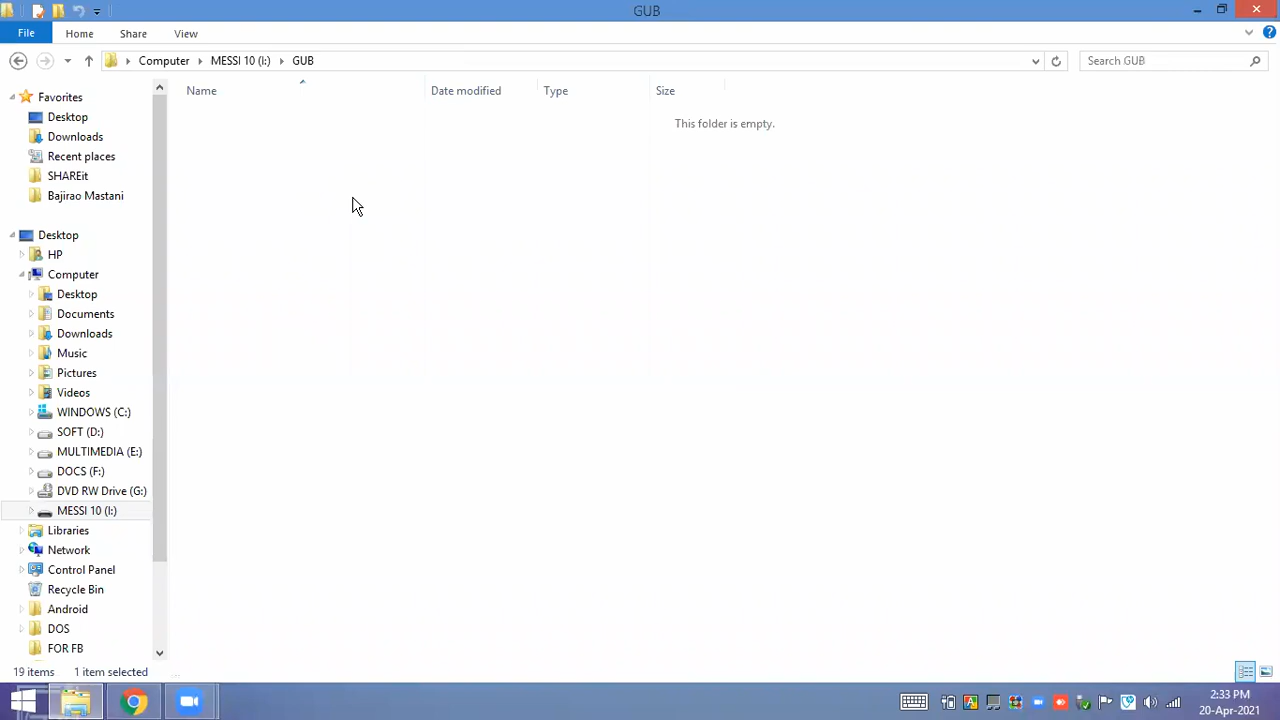 GUB
File Home Share View
Computer MESSI 10 (I:) GUB Search GUB
Name Date modified Type Size
This folder is empty.
Favorites
Desktop
Downloads
Recent places
SHAREit
Bajirao Mastani
Desktop
HP
Computer
Desktop
Documents
Downloads
Music
Pictures
Videos
WINDOWS (C:)
SOFT (D:)
MULTIMEDIA (E:)
DOCS (F:)
DVD RW Drive (G:)
MESSI 10 (I:)
Libraries
Network
Control Panel
Recycle Bin
Android
DOS
FOR FB
19 items 1 item selected
2:33 PM
20-Apr-2021